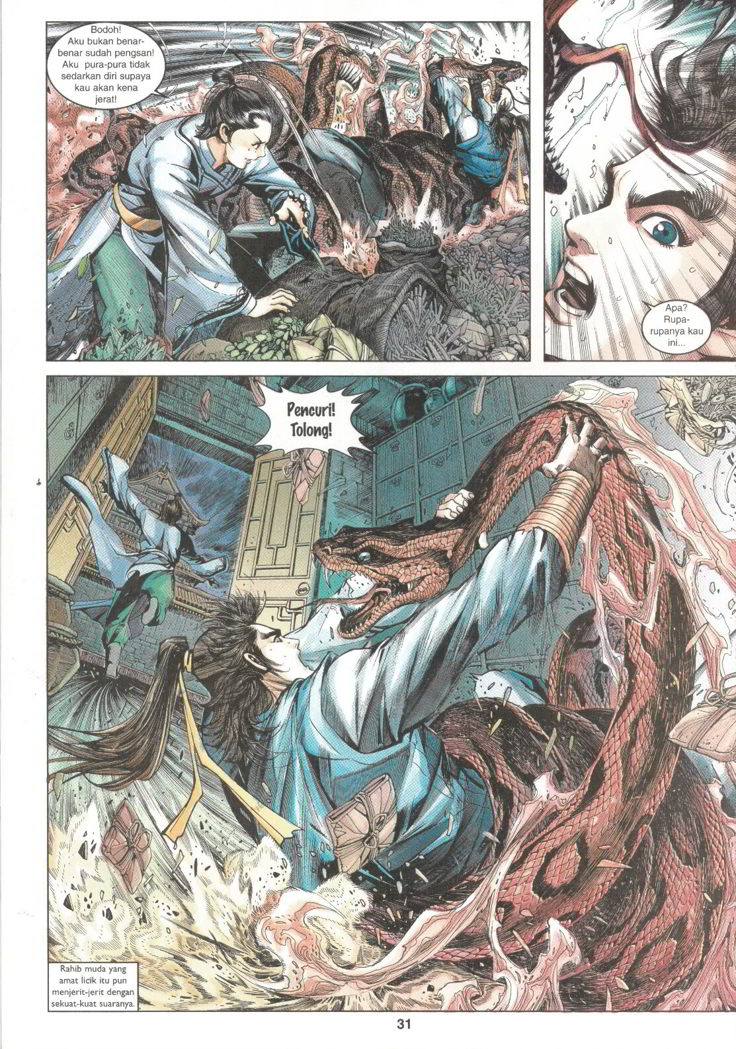 Bodoh!
Aku bukan benar-
benar sudah pengsan!
Aku pura-pura tidak
sedarkan diri supaya
kau akan kena
jerat!
Apa?
Rupa-
rupanya kau
ini...
Pencuri!
Tolong!
Rahib muda yang
amat licik itu pun
menjerit-jerit dengan
sekuat-kuat suaranya.
31